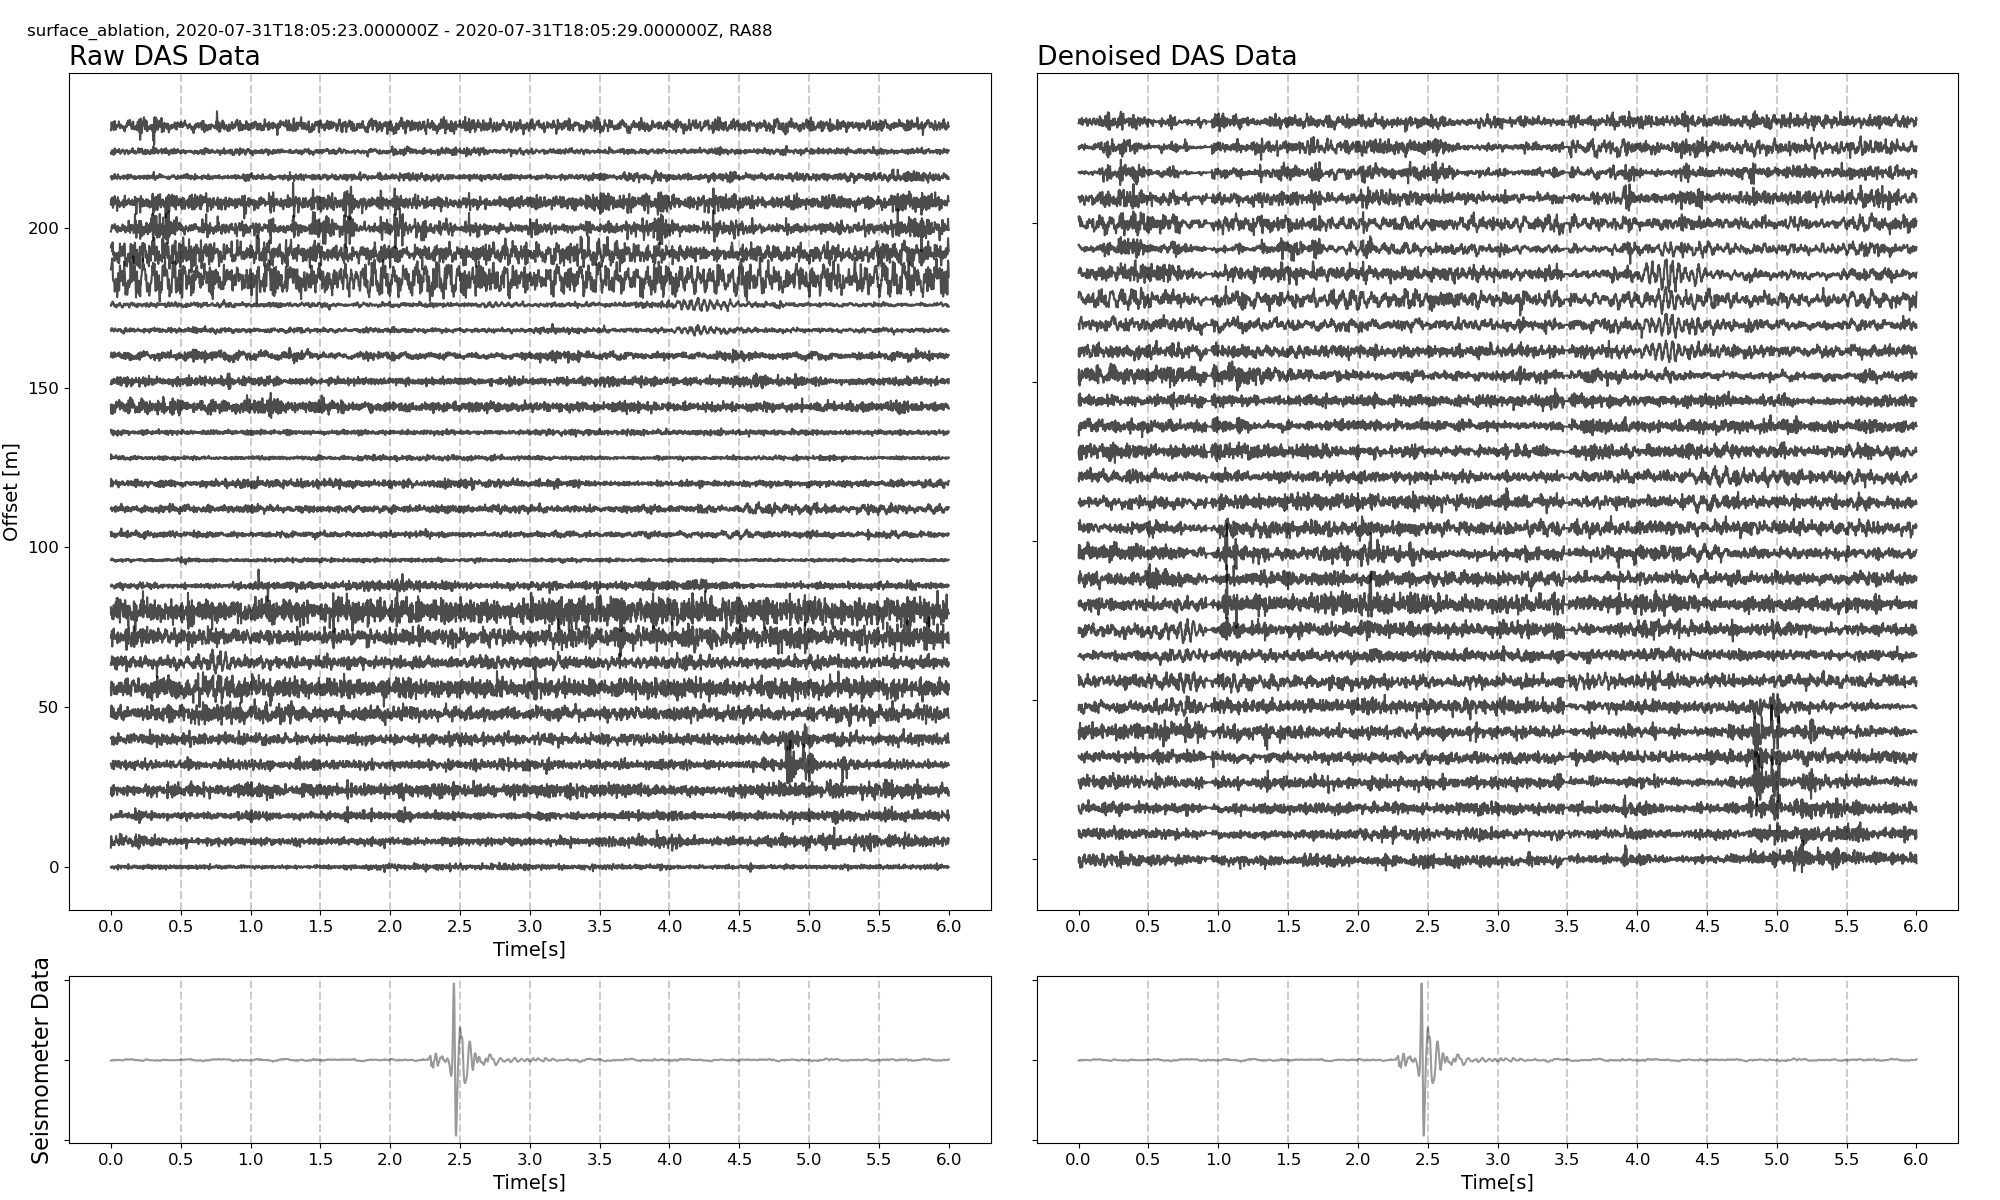 surface_ablation, 2020-07-31T18:05:23.000000Z - 2020-07-31T18:05:29.000000Z, RA88
Raw DAS Data
Denoised DAS Data
Offset [m]
200
150
100
50
0
0.0 0.5 1.0 1.5 2.0 2.5 3.0 3.5 4.0 4.5 5.0 5.5 6.0
Time[s]
0.0 0.5 1.0 1.5 2.0 2.5 3.0 3.5 4.0 4.5 5.0 5.5 6.0
Seismometer Data
0.0 0.5 1.0 1.5 2.0 2.5 3.0 3.5 4.0 4.5 5.0 5.5 6.0
Time[s]
0.0 0.5 1.0 1.5 2.0 2.5 3.0 3.5 4.0 4.5 5.0 5.5 6.0
Time[s]